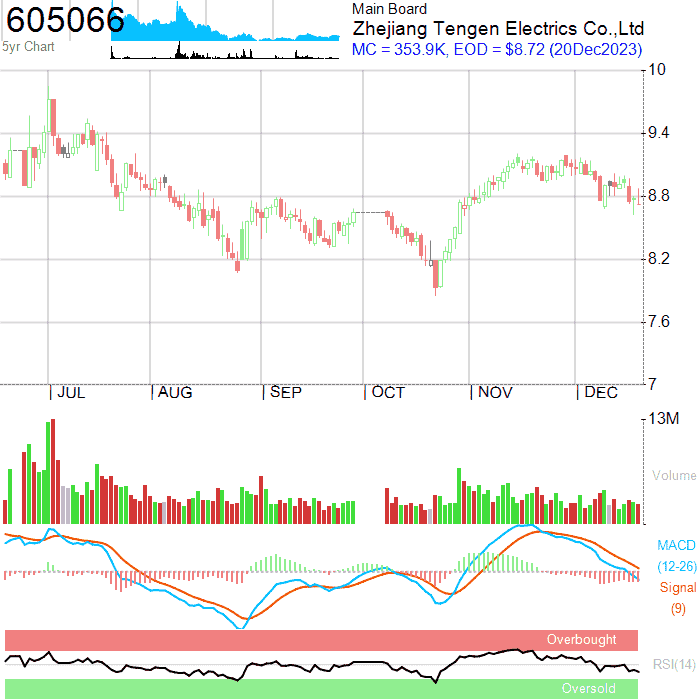 605066
5yr Chart
Main Board
Zhejiang Tengen Electrics Co.,Ltd
MC = 353.9K, EOD = $8.72 (20Dec2023)
10
9.4
8.8
8.2
7.6
7
JUL
AUG
SEP
OCT
NOV
DEC
13M
Volume
MACD
(12-26)
Signal
(9)
Overbought
RSI(14)
Oversold